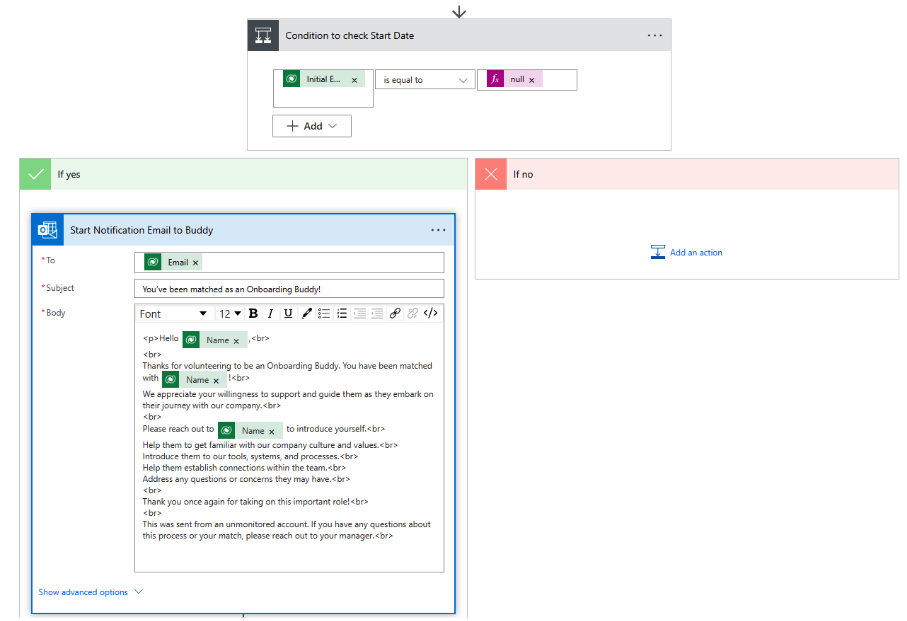 Condition to check Start Date
Initial E...
is equal to
fx null
Add
If yes
If no
Start Notification Email to Buddy
Add an action
* To
Email
* Subject
You've been matched as an Onboarding Buddy!
* Body
Font
12
B I U
</>
<p>Hello Name ,<br>
<br>
Thanks for volunteering to be an Onboarding Buddy. You have been matched
with Name !<br>
We appreciate your willingness to support and guide them as they embark on
their journey with our company.<br>
<br>
Please reach out to Name to introduce yourself.<br>
Help them to get familiar with our company culture and values.<br>
Introduce them to our tools, systems, and processes.<br>
Help them establish connections within the team.<br>
Address any questions or concerns they may have.<br>
<br>
Thank you once again for taking on this important role!<br>
<br>
This was sent from an unmonitored account. If you have any questions about
this process or your match, please reach out to your manager.<br>
Show advanced options